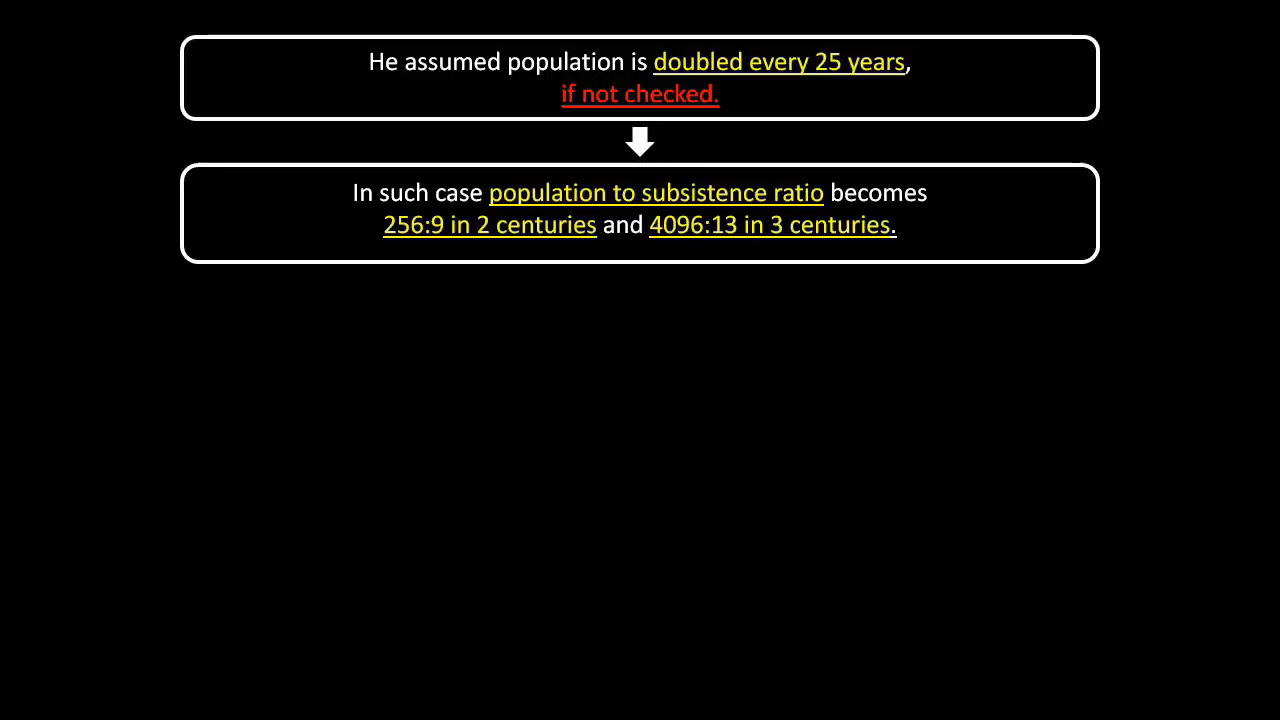 He assumed population is doubled every 25 years,
if not checked.
In such case population to subsistence ratio becomes
256:9 in 2 centuries and 4096:13 in 3 centuries.